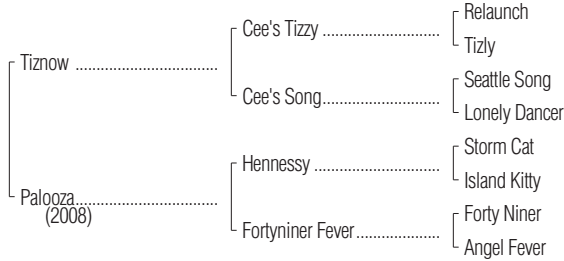 Relaunch
Cee's Tizzy ..............................
Tizly
Tiznow ....................................
Seattle Song
Cee's Song..............................
Lonely Dancer
Storm Cat
Hennessy ................................
Island Kitty
Palooza....................................
(2008)
Forty Niner
Fortyniner Fever.....................
Angel Fever